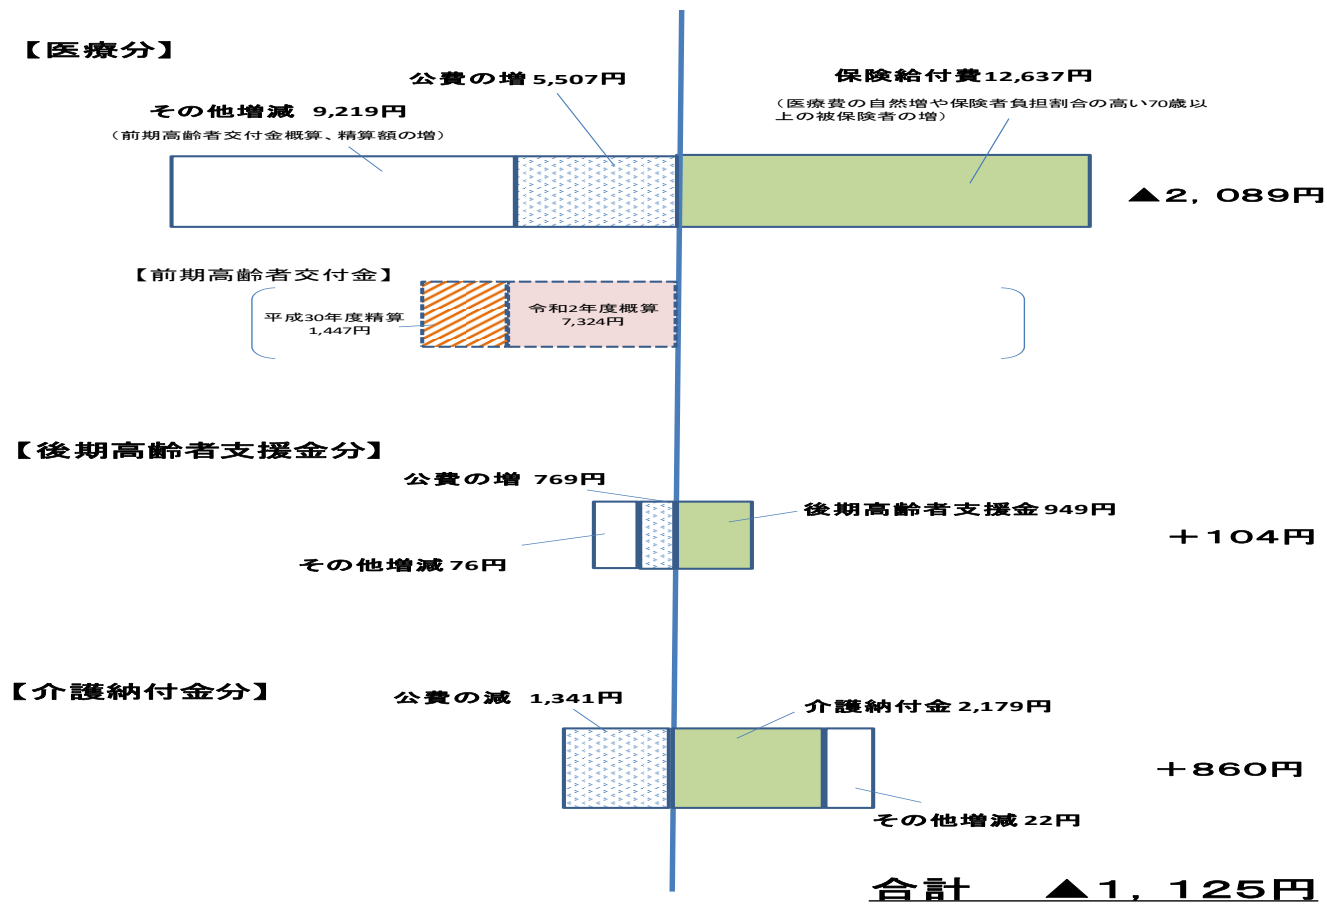 【医療分】
公費の増 5,507円
保険給付費12,637円
その他増減 9,219円
（医療費の自然増や保険者負担割合の高い70歳以
上の被保険者の増）
（前期高齢者交付金概算、精算額の増）
▲2，089円
【前期高齢者交付金】
平成30年度精算
1,447円
令和2年度概算
7,324円
【後期高齢者支援金分】
公費の増 769円
後期高齢者支援金 949円
＋104円
その他増減 76円
【介護納付金分】
公費の減 1,341円
介護納付金 2,179円
＋860円
その他増減 22円
合計 ▲1，125円